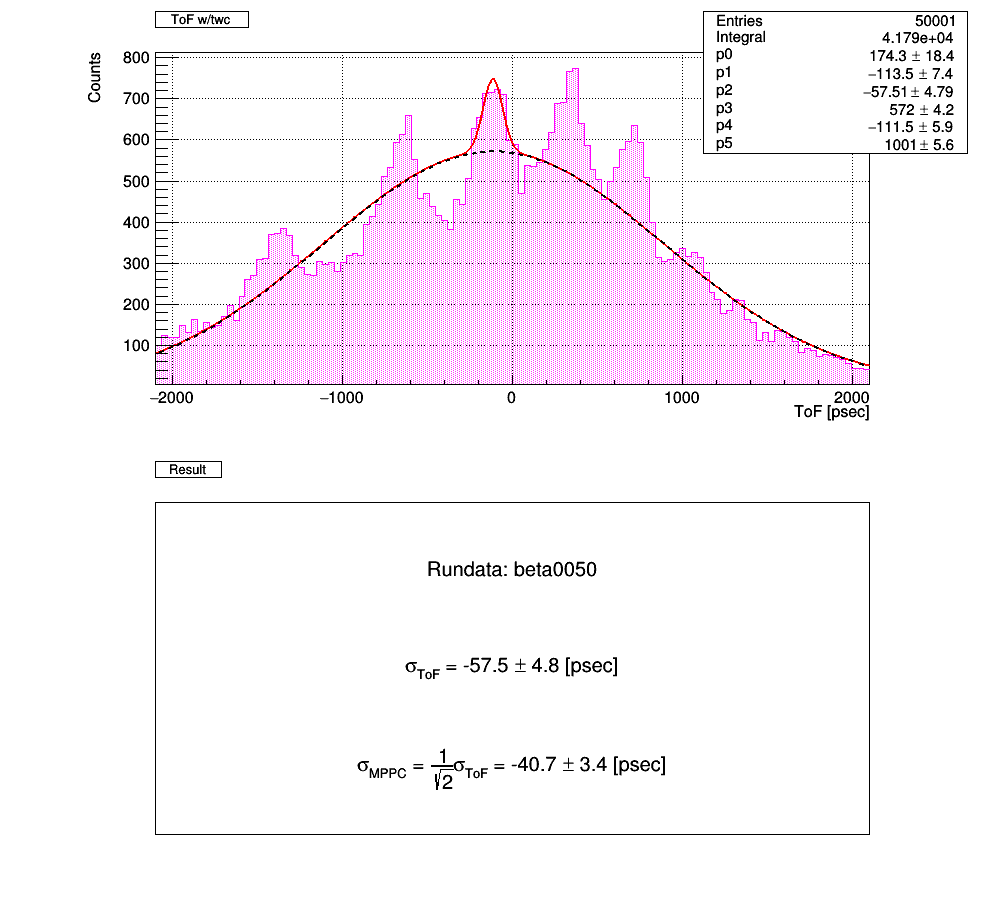 ToF w/twc
Entries 50001
Integral 4.179e+04
p0 174.3 ± 18.4
p1 −113.5 ± 7.4
p2 −57.51 ± 4.79
p3 572 ± 4.2
p4 −111.5 ± 5.9
p5 1001 ± 5.6
Counts
800
700
600
500
400
300
200
100
−2000 −1000 0 1000 2000
ToF [psec]
Result
Rundata: beta0050
σ_ToF = -57.5 ± 4.8 [psec]
σ_MPPC = 1/√2 σ_ToF = -40.7 ± 3.4 [psec]